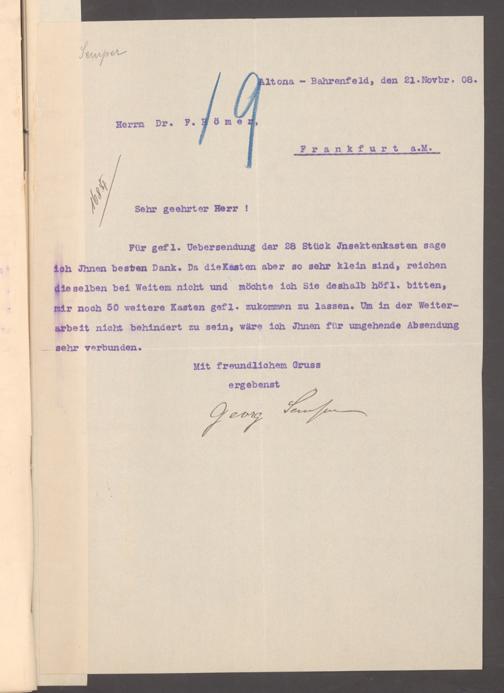 Semper
Altona - Bahrenfeld, den 21.Novbr. 08.
19
Herrn Dr. F. Römer,
Frankfurt a.M.
Sehr geehrter Herr !
Für gefl. Uebersendung der 28 Stück Jnsektenkasten sage
ich Jhnen besten Dank. Da dieKasten aber so sehr klein sind, reichen
dieselben bei Weitem nicht und möchte ich Sie deshalb höfl. bitten,
mir noch 50 weitere Kasten gefl. zukommen zu lassen. Um in der Weiter-
arbeit nicht behindert zu sein, wäre ich Jhnen für umgehende Absendung
sehr verbunden.
Mit freundlichem Gruss
ergebenst
Georg Semper